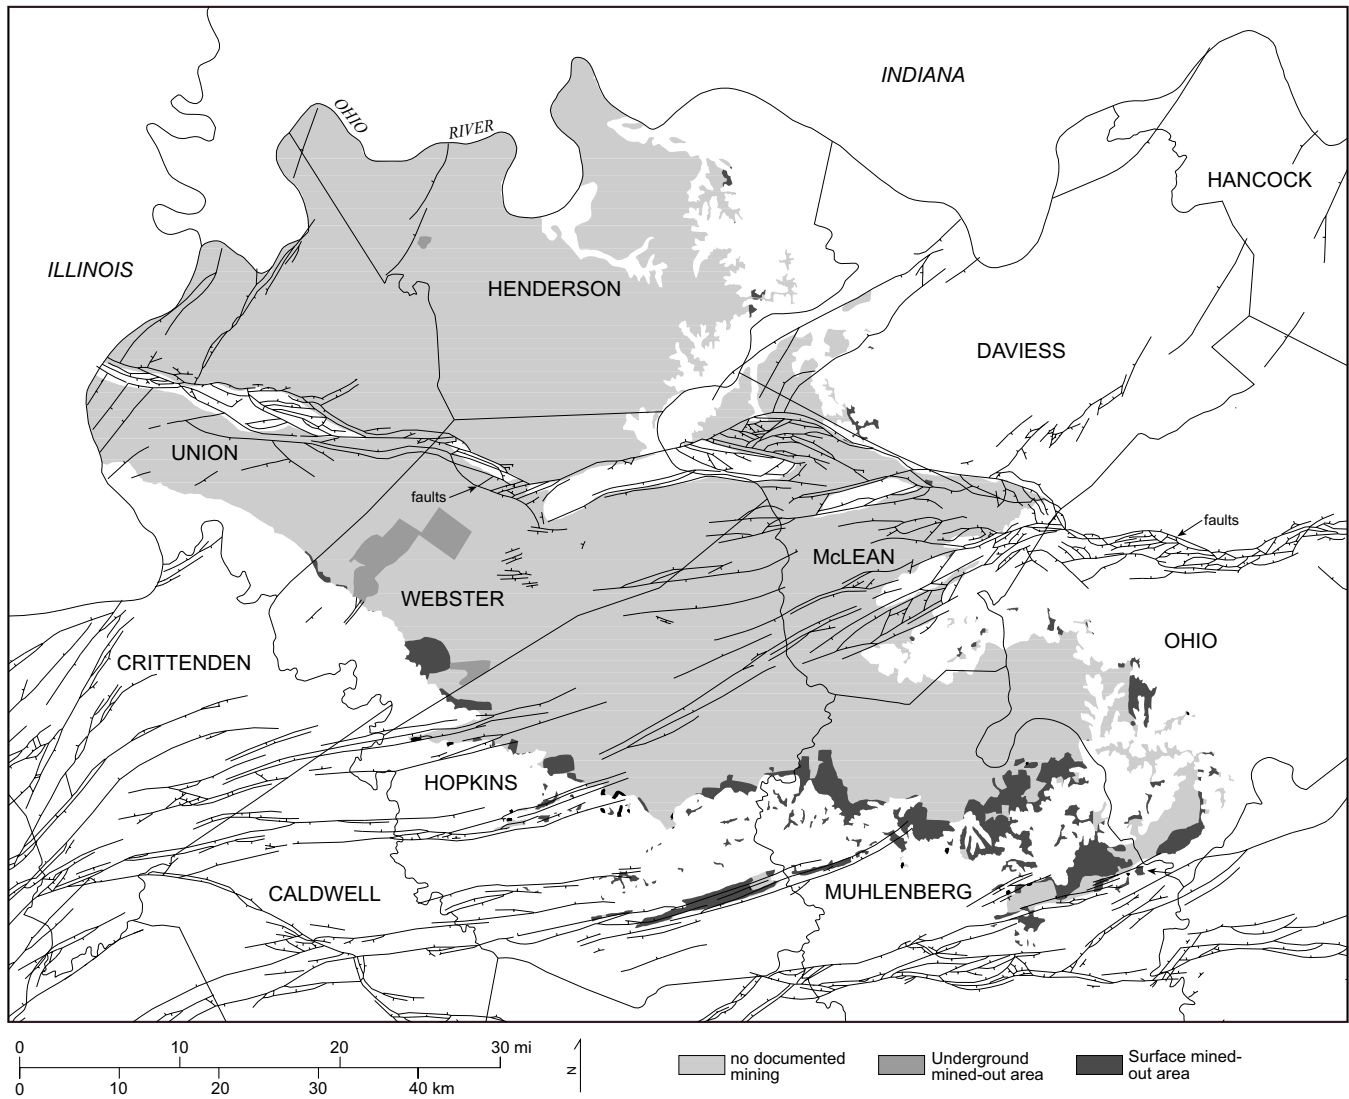 INDIANA
OHIO
RIVER
HANCOCK
ILLINOIS
HENDERSON
DAVIESS
UNION
faults
faults
McLEAN
WEBSTER
OHIO
CRITTENDEN
HOPKINS
CALDWELL
MUHLENBERG
0 10 20 30 mi
0 10 20 30 40 km
N
no documented
mining
Underground
mined-out area
Surface mined-
out area